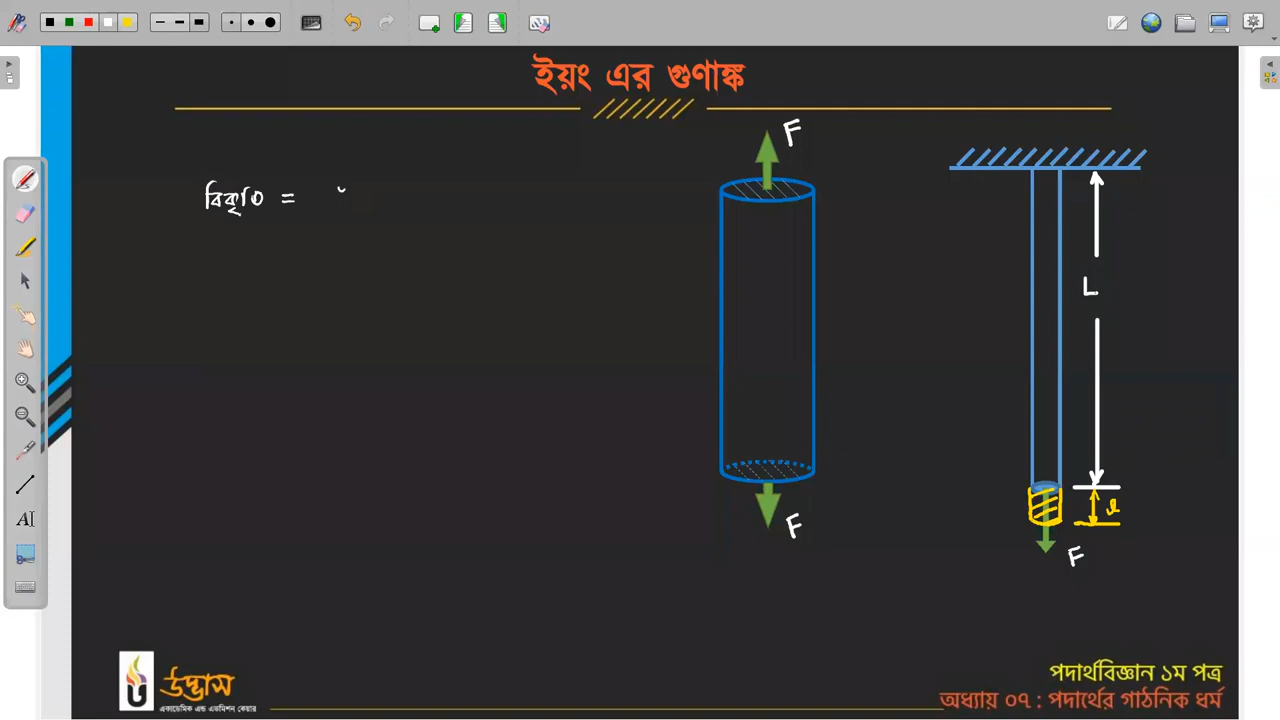 ইয়ং এর গুণাঙ্ক
F
বিকৃতি =
L
l
F
F
উদ্ভাস
একাডেমিক এন্ড এডমিশন কেয়ার
পদার্থবিজ্ঞান ১ম পত্র
অধ্যায় ০৭ : পদার্থের গাঠনিক ধর্ম